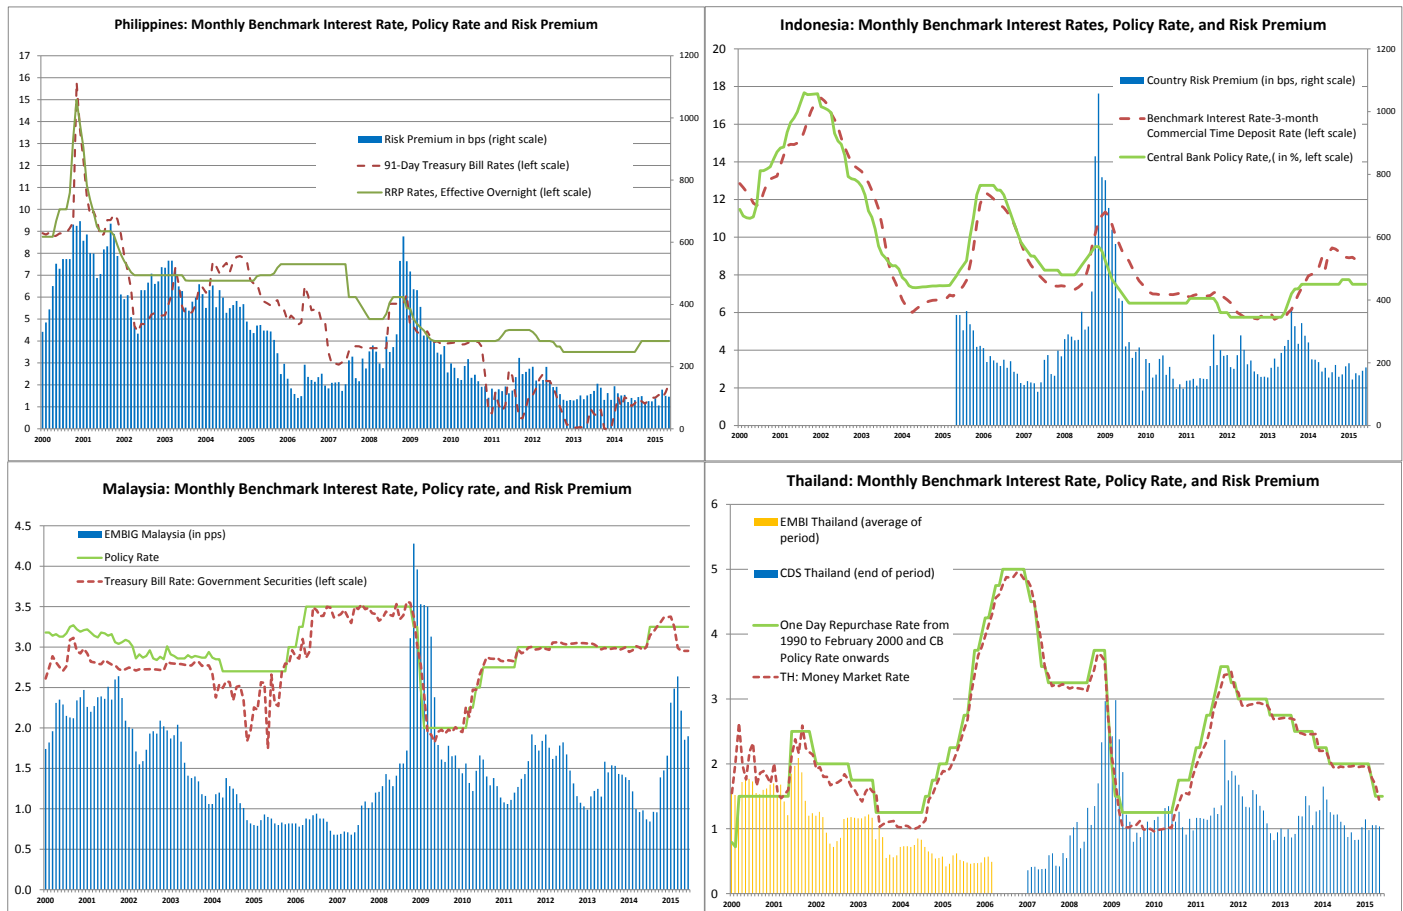 Philippines: Monthly Benchmark Interest Rate, Policy Rate and Risk Premium
17
16
15
14
13
12
11
10
9
8
7
6
5
4
3
2
1
0
1200
1000
800
600
400
200
0
Risk Premium in bps (right scale)
91-Day Treasury Bill Rates (left scale)
RRP Rates, Effective Overnight (left scale)
2000 2001 2002 2003 2004 2005 2006 2007 2008 2009 2010 2011 2012 2013 2014 2015
Indonesia: Monthly Benchmark Interest Rates, Policy Rate, and Risk Premium
20
18
16
14
12
10
8
6
4
2
0
1200
1000
800
600
400
200
0
Country Risk Premium (in bps, right scale)
Benchmark Interest Rate-3-month
Commercial Time Deposit Rate (left scale)
Central Bank Policy Rate,( in %, left scale)
2000 2001 2002 2003 2004 2005 2006 2007 2008 2009 2010 2011 2012 2013 2014 2015
Malaysia: Monthly Benchmark Interest Rate, Policy rate, and Risk Premium
4.5
4.0
3.5
3.0
2.5
2.0
1.5
1.0
0.5
0.0
EMBIG Malaysia (in pps)
Policy Rate
Treasury Bill Rate: Government Securities (left scale)
2000 2001 2002 2003 2004 2005 2006 2007 2008 2009 2010 2011 2012 2013 2014 2015
Thailand: Monthly Benchmark Interest Rate, Policy Rate, and Risk Premium
6
5
4
3
2
1
0
EMBI Thailand (average of
period)
CDS Thailand (end of period)
One Day Repurchase Rate from
1990 to February 2000 and CB
Policy Rate onwards
TH: Money Market Rate
2000 2001 2002 2003 2004 2005 2006 2007 2008 2009 2010 2011 2012 2013 2014 2015